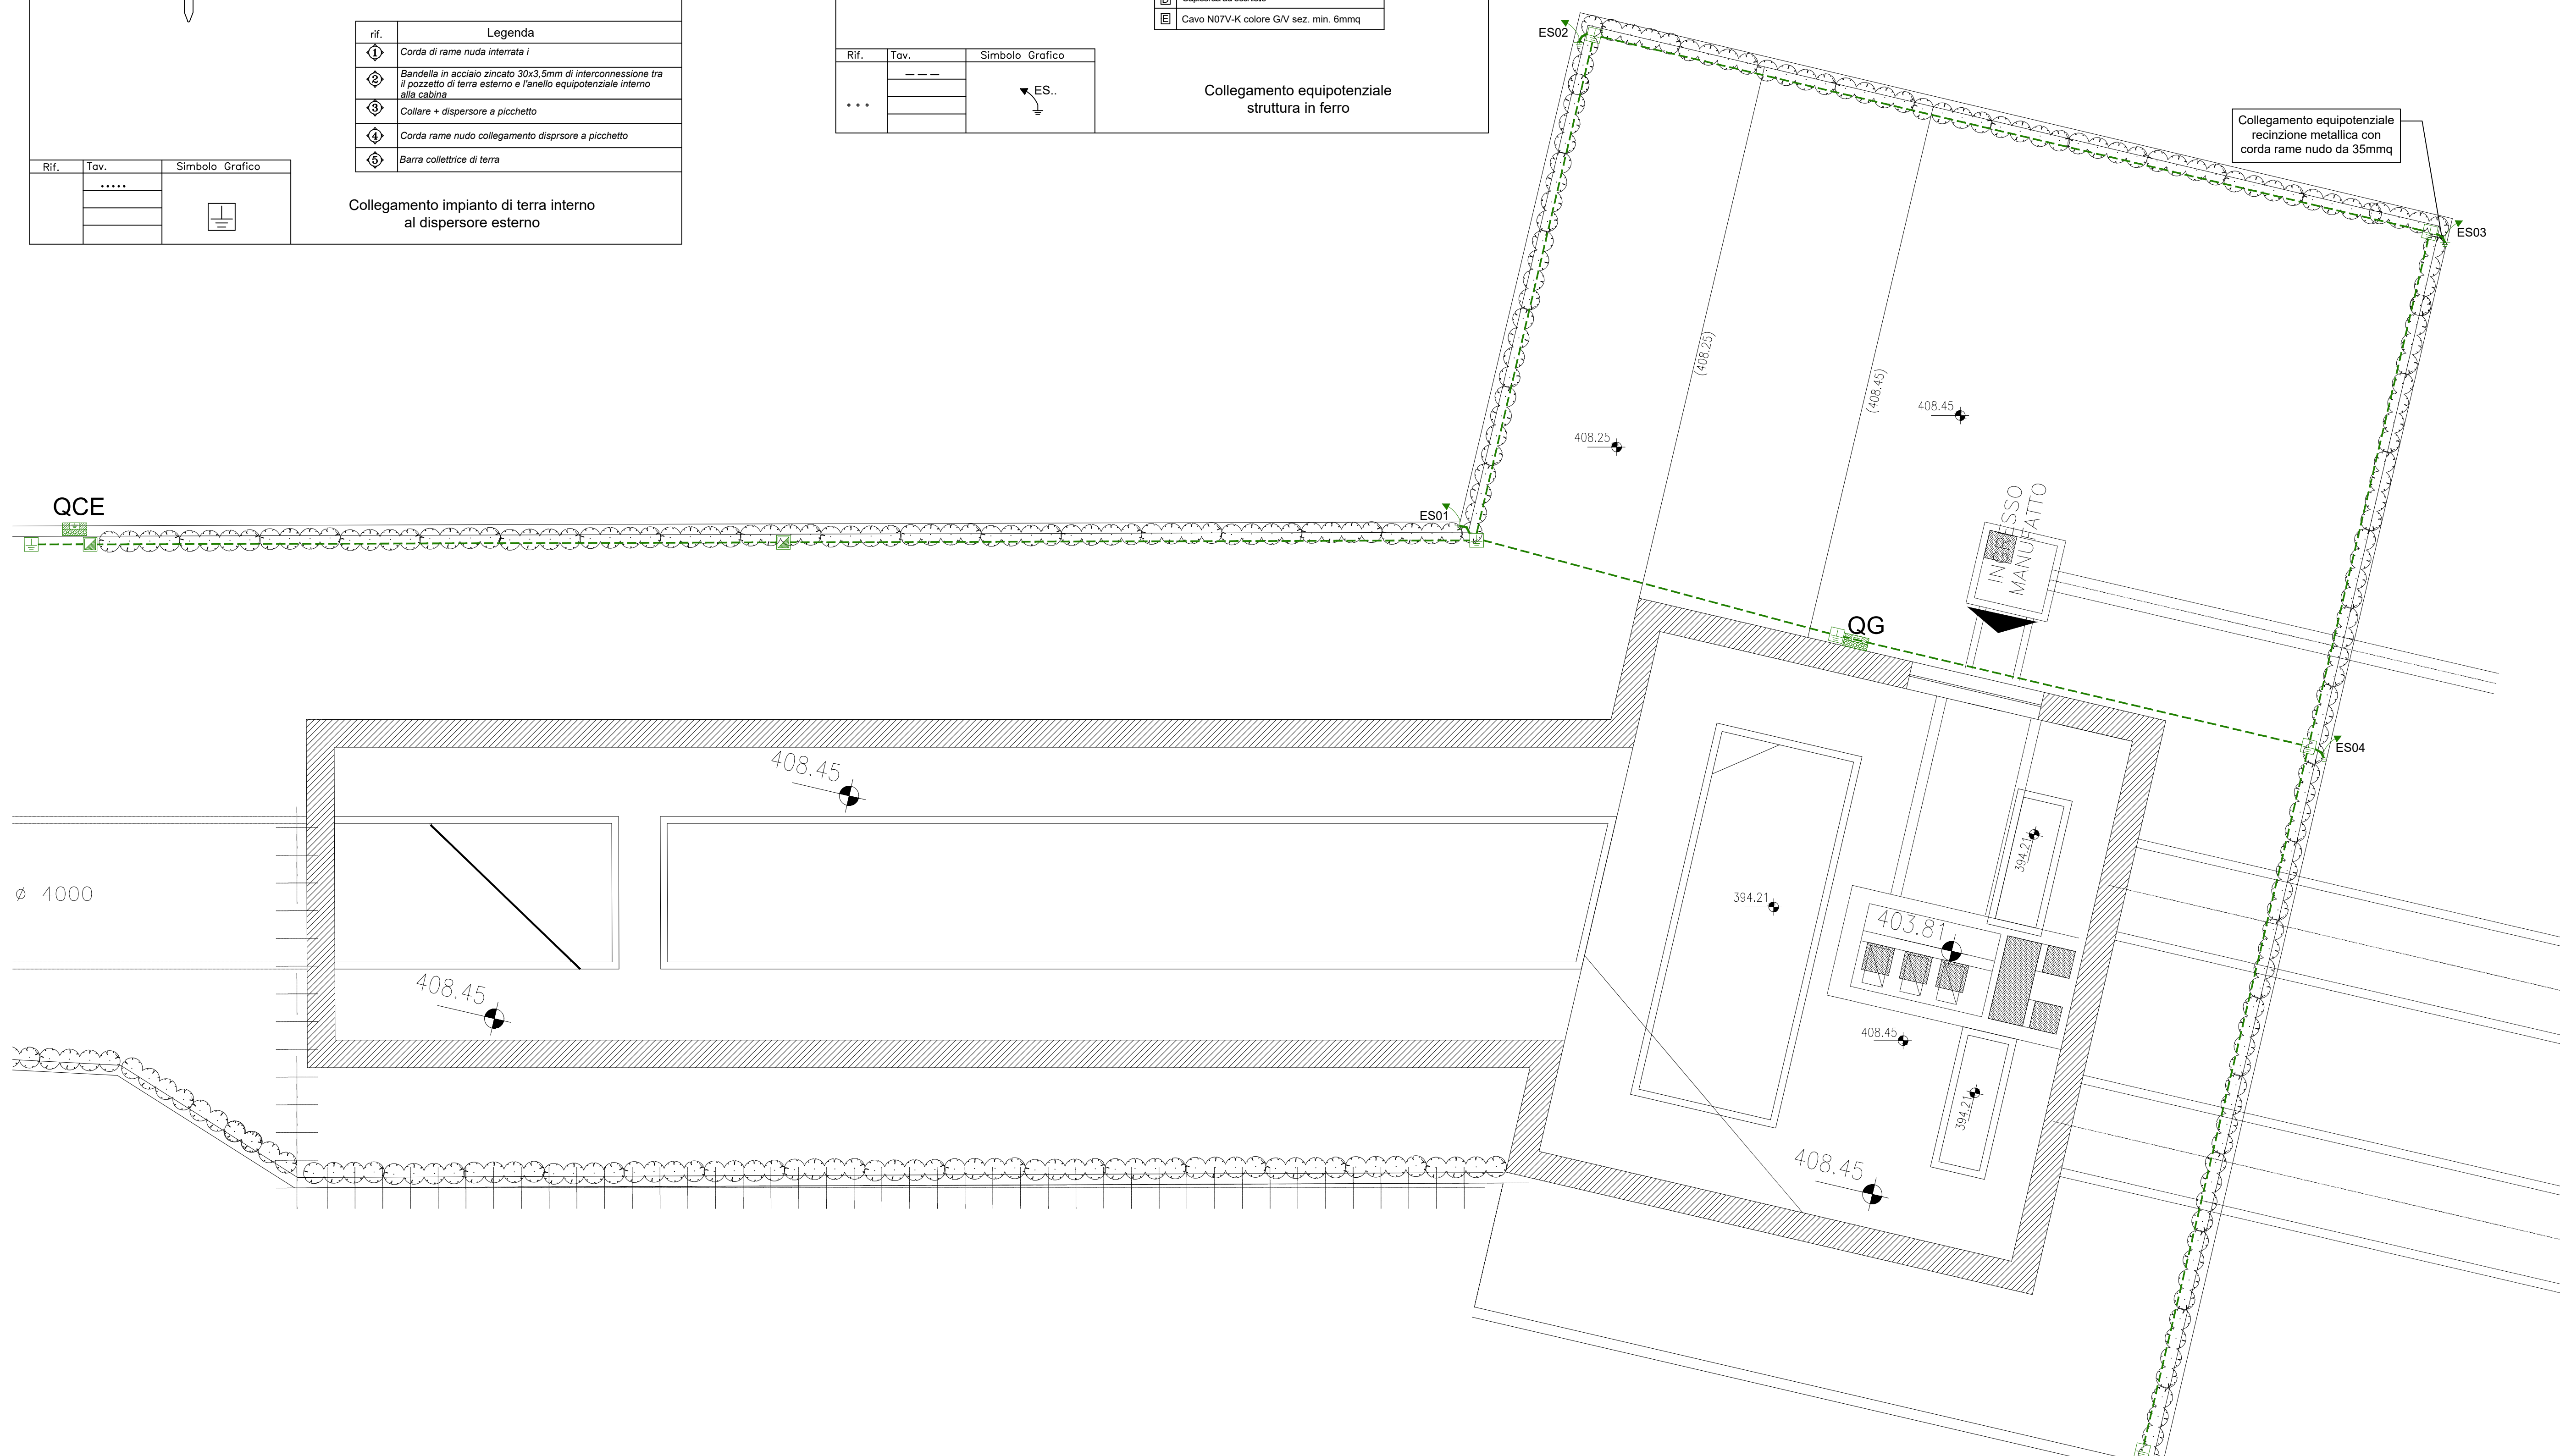 rif.
Legenda
1
Corda di rame nuda interrata i
2
Bandella in acciaio zincato 30x3,5mm di interconnessione tra
il pozzetto di terra esterno e l'anello equipotenziale interno
alla cabina
3
Collare + dispersore a picchetto
4
Corda rame nudo collegamento disprsore a picchetto
5
Barra collettrice di terra
Rif.
Tav.
Simbolo Grafico
Collegamento impianto di terra interno
al dispersore esterno
E
Cavo N07V-K colore G/V sez. min. 6mmq
Rif.
Tav.
Simbolo Grafico
ES..
Collegamento equipotenziale
struttura in ferro
ES02
Collegamento equipotenziale
recinzione metallica con
corda rame nudo da 35mmq
ES03
(408.25)
(408.45)
408.45
408.25
QCE
ES01
INGRESSO
MANUFATTO
QG
ES04
408.45
394.21
ø 4000
394.21
403.81
408.45
408.45
394.21
408.45